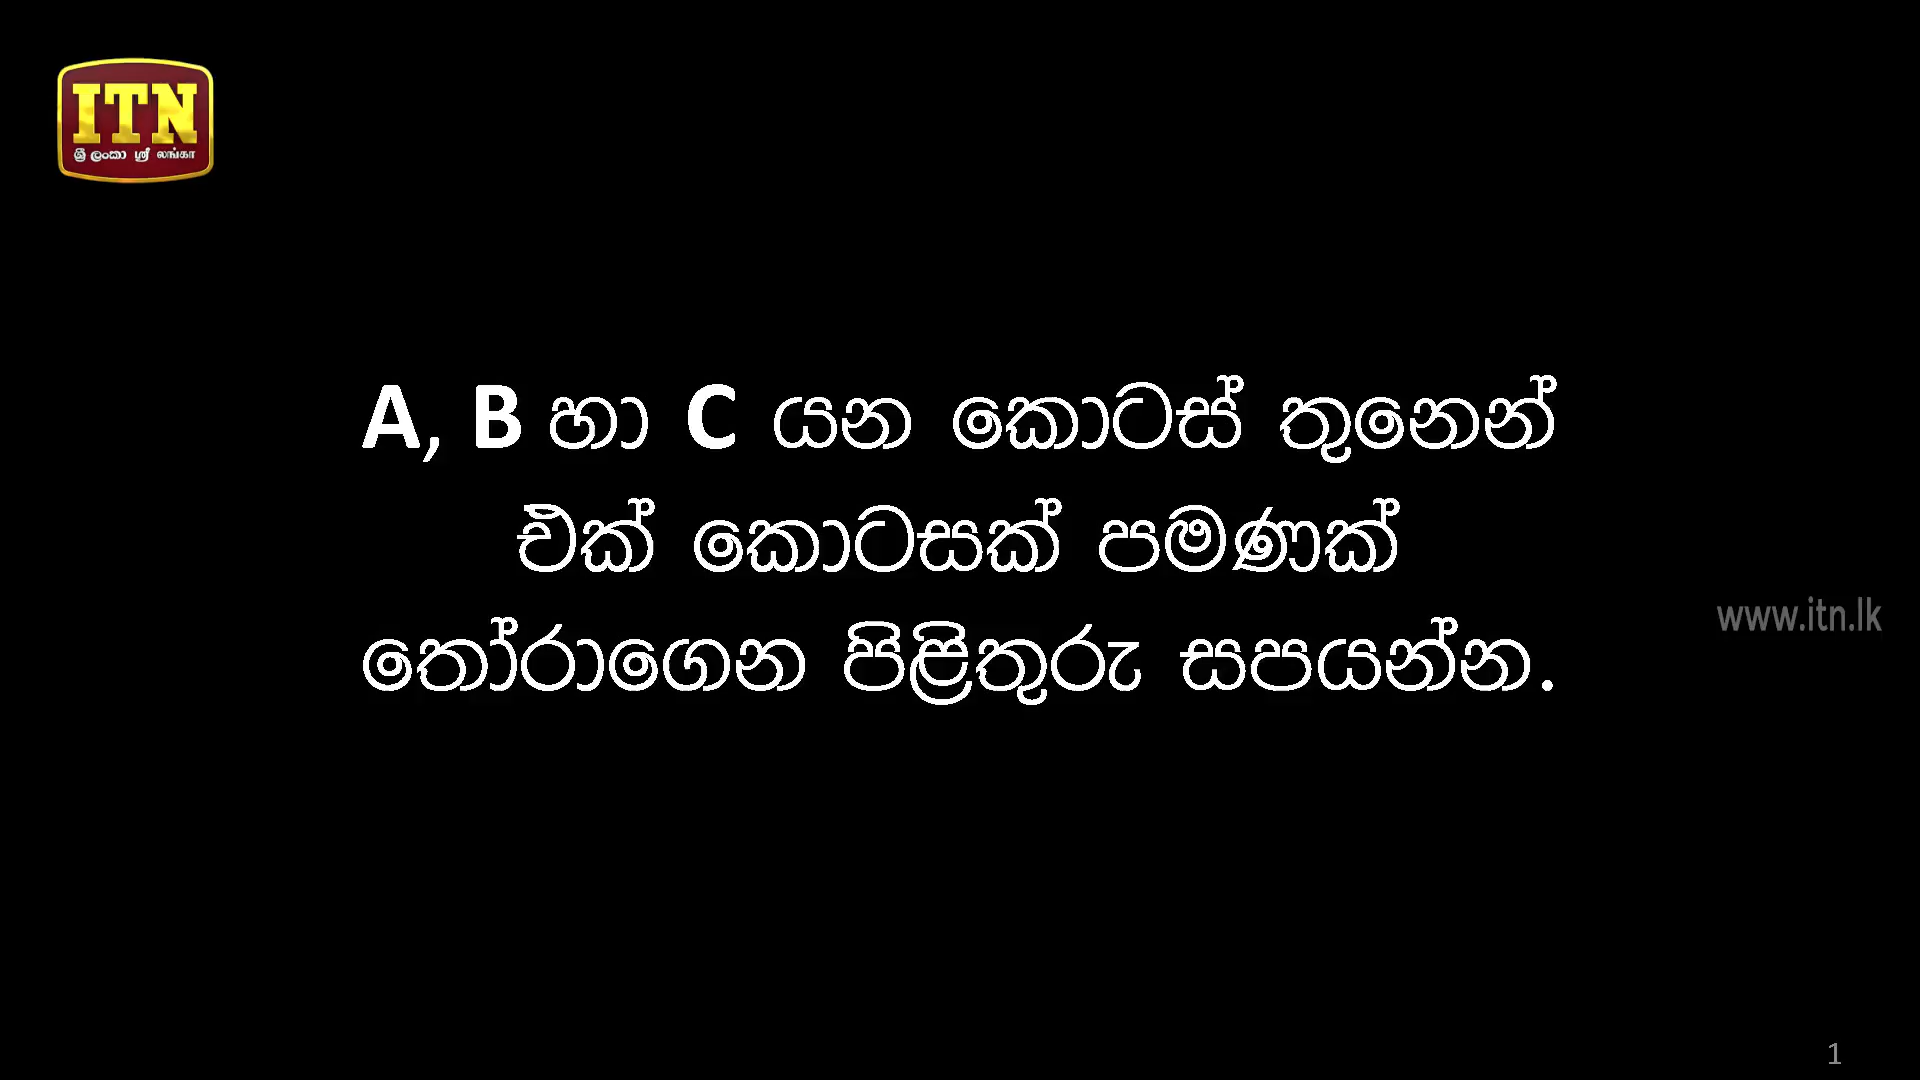 ITN
ශ්‍රී ලංකා ஸ்ரீ லங்கா
A, B හා C යන කොටස් තුනෙන්
එක් කොටසක් පමණක්
තෝරාගෙන පිළිතුරු සපයන්න.
www.itn.lk
1